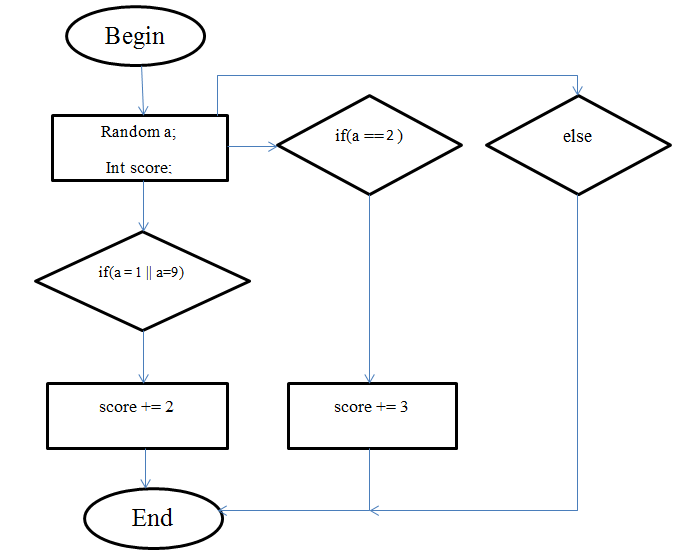 Begin
Random a;
Int score;
if(a ==2 )
else
if(a = 1 || a=9)
score += 2
score += 3
End